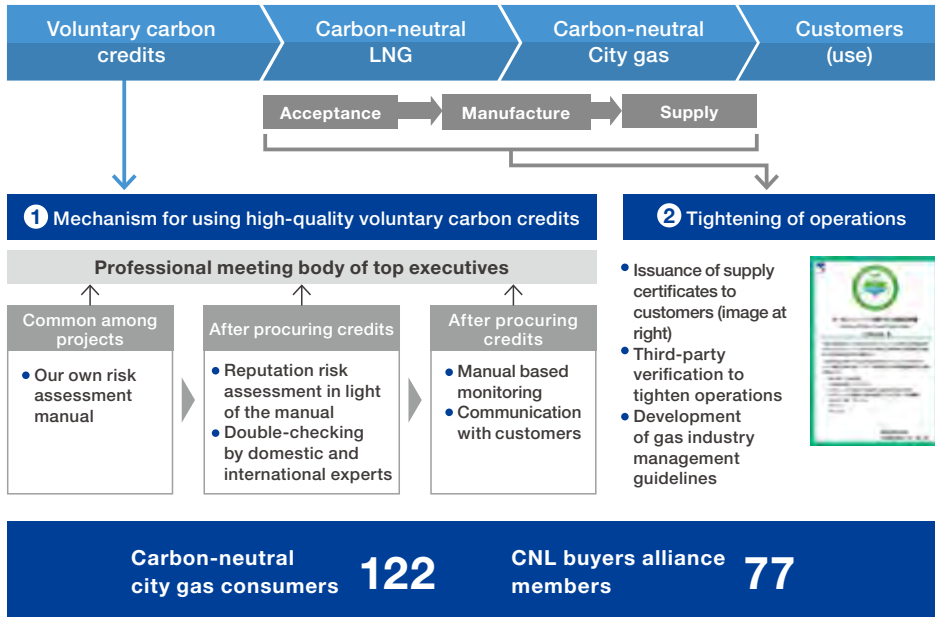 Voluntary carbon
credits
Carbon-neutral
LNG
Carbon-neutral
City gas
Customers
(use)
Acceptance
Manufacture
Supply
1 Mechanism for using high-quality voluntary carbon credits
Professional meeting body of top executives
Common among
projects
• Our own risk
assessment
manual
After procuring credits
• Reputation risk
assessment in light
of the manual
• Double-checking
by domestic and
international experts
After procuring
credits
• Manual based
monitoring
• Communication
with customers
2 Tightening of operations
• Issuance of supply
certificates to
customers (image at
right)
• Third-party
verification to
tighten operations
• Development
of gas industry
management
guidelines
Carbon-neutral
city gas consumers
122
CNL buyers alliance
members
77